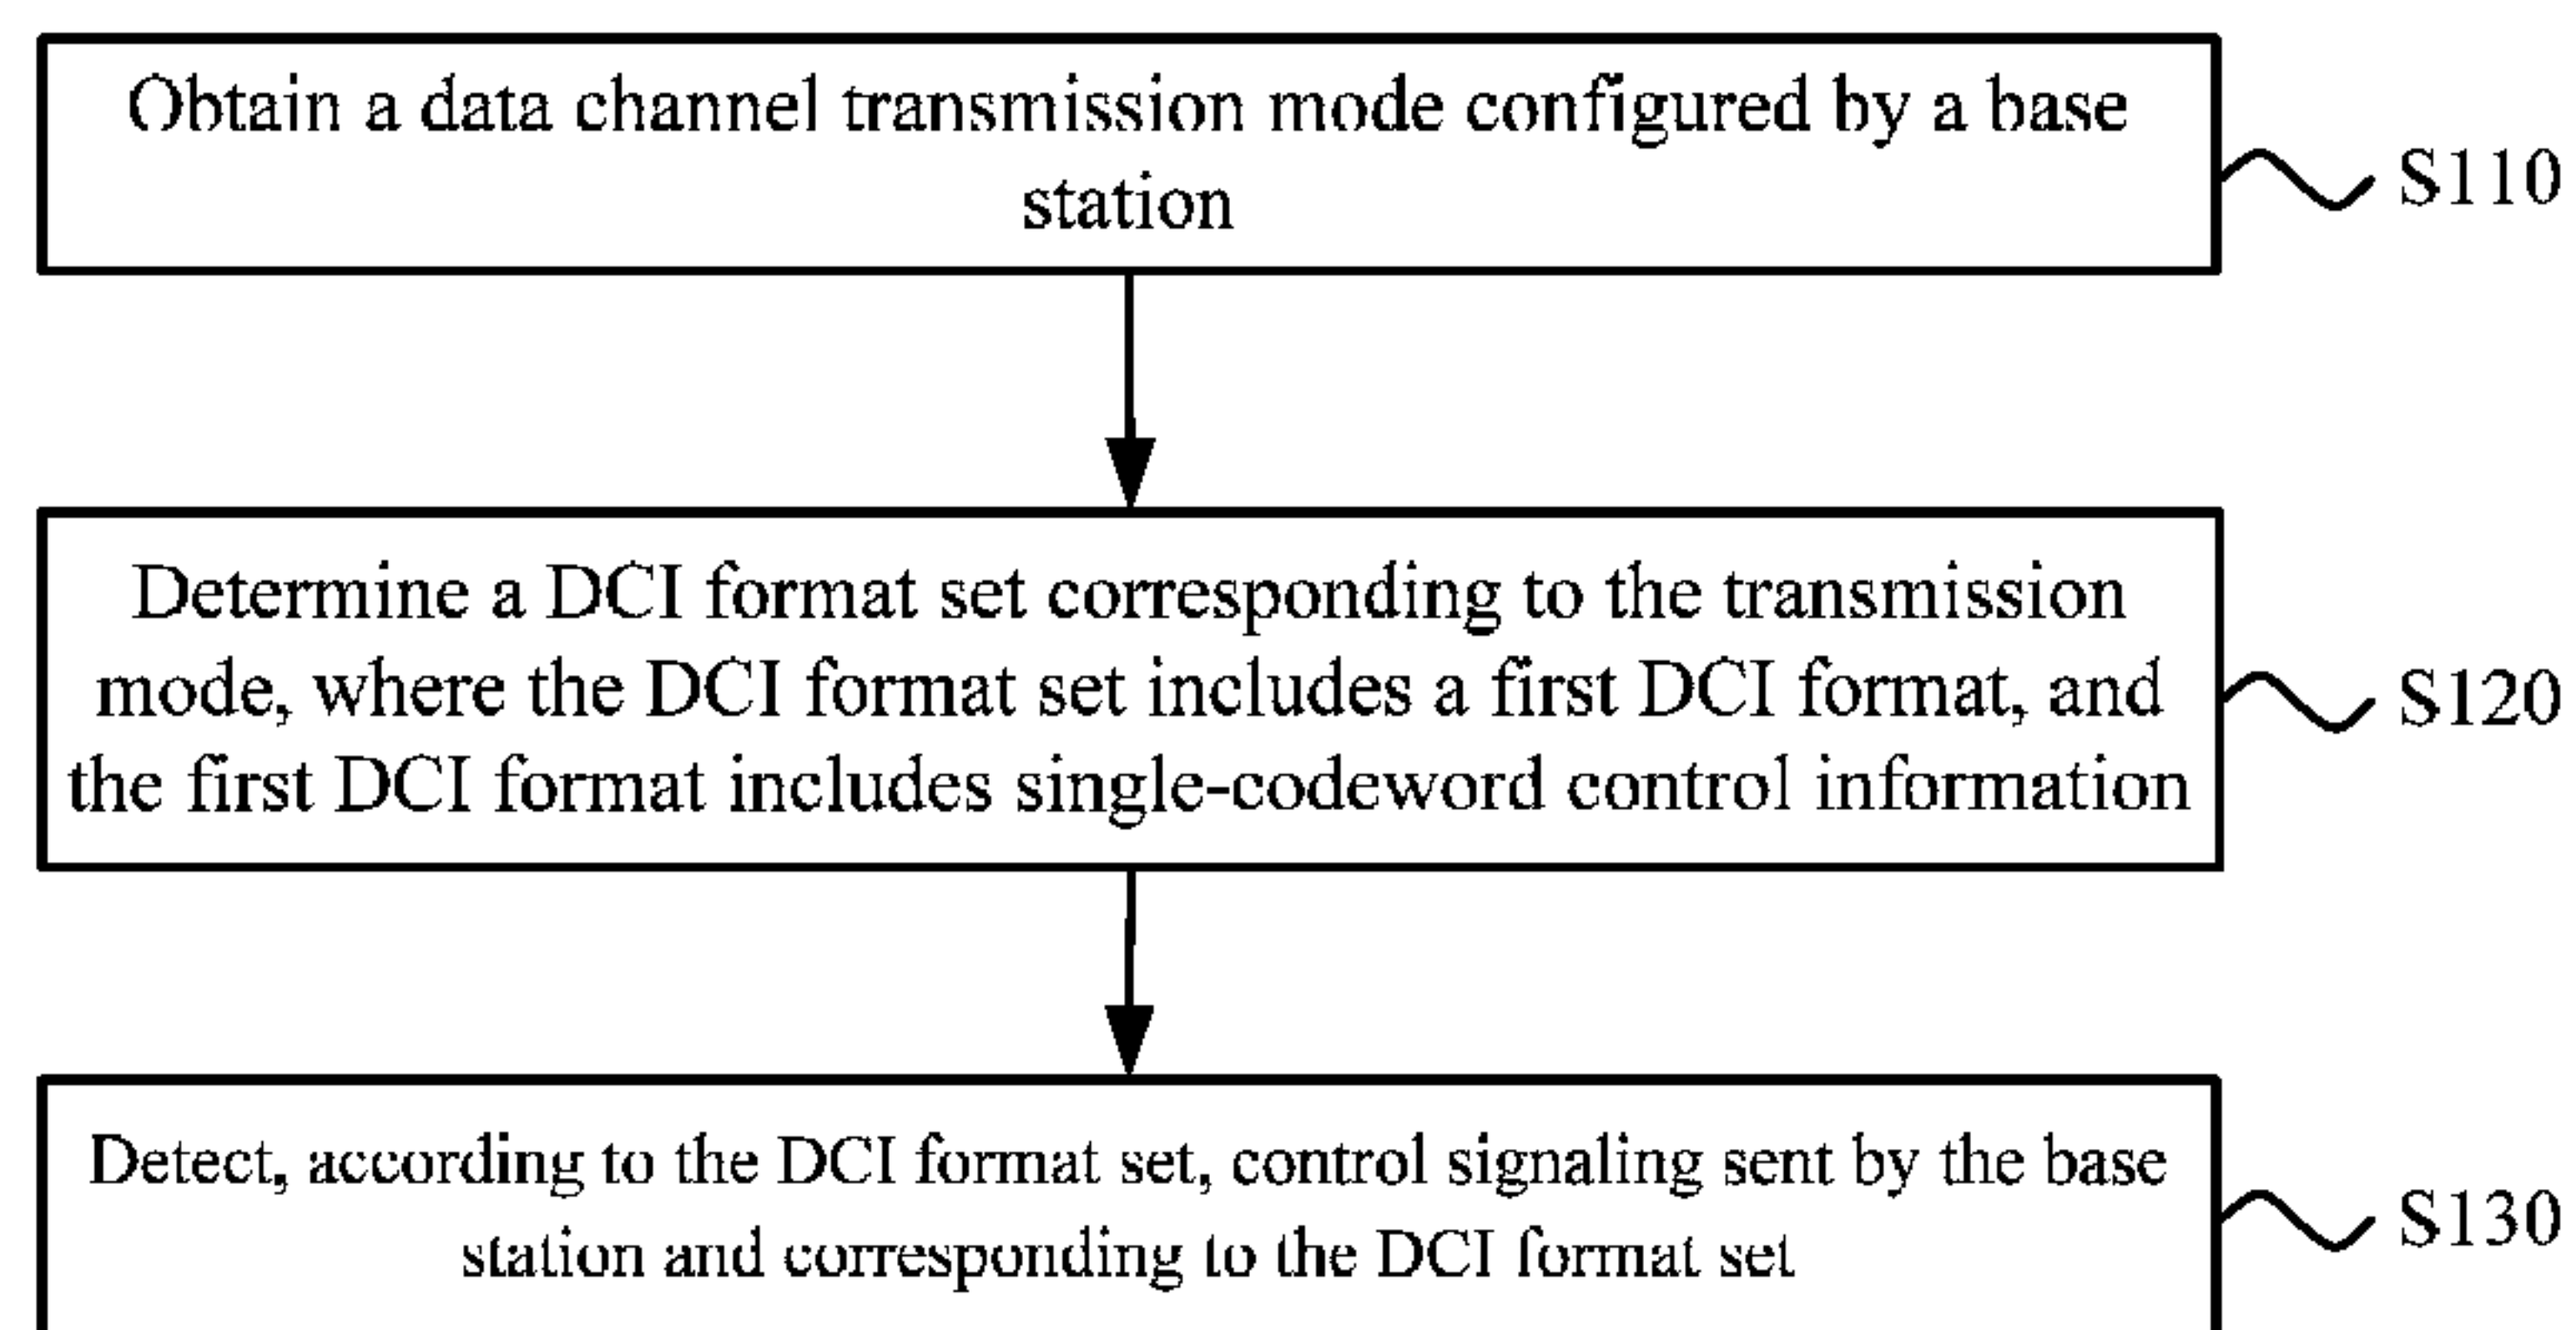 Obtain a data channel transmission mode configured by a base
station
S110
Determine a DCI format set corresponding to the transmission
mode, where the DCI format set includes a first DCI format, and
the first DCI format includes single-codeword control information
S120
Detect, according to the DCI format set, control signaling sent by the base
station and corresponding to the DCI format set
S130